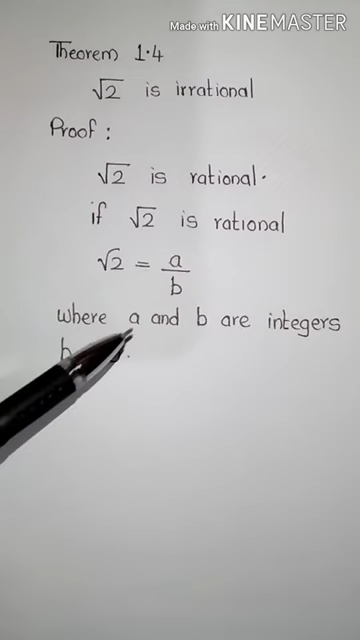 Made with KINEMASTER
Theorem 1.4
√2 is irrational
Proof :
√2 is rational.
if √2 is rational
√2 = a
b
where a and b are integers
b